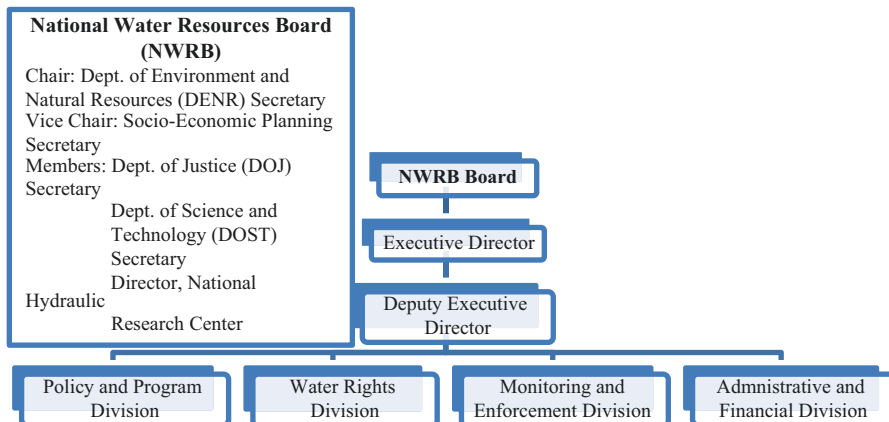 National Water Resources Board
(NWRB)
Chair: Dept. of Environment and
Natural Resources (DENR) Secretary
Vice Chair: Socio-Economic Planning
Secretary
Members: Dept. of Justice (DOJ)
Secretary
Dept. of Science and
Technology (DOST)
Secretary
Director, National
Hydraulic
Research Center
NWRB Board
Executive Director
Deputy Executive
Director
Policy and Program
Division
Water Rights
Division
Monitoring and
Enforcement Division
Admnistrative and
Financial Division